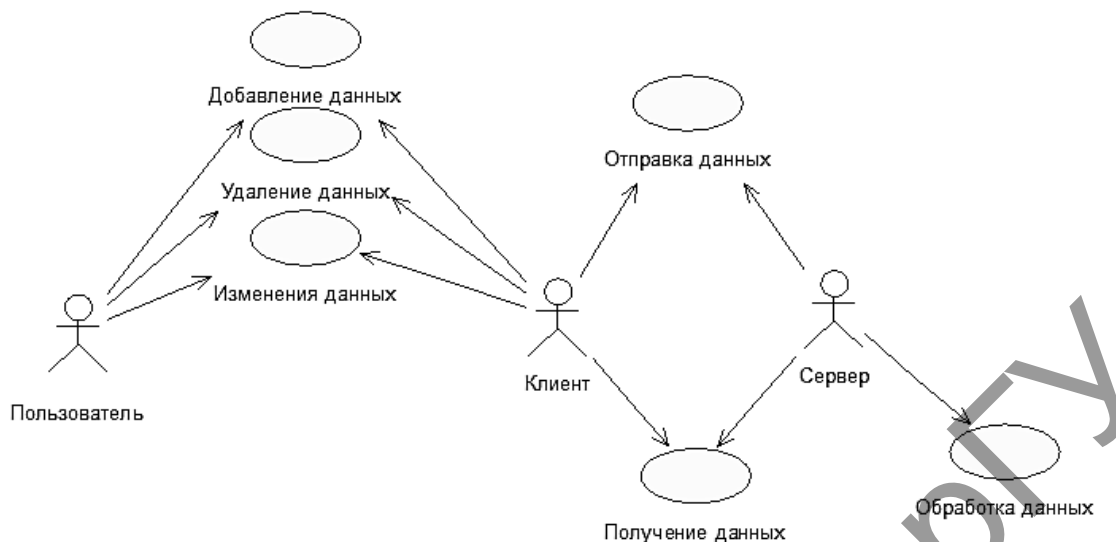 Добавление данных
Отправка данных
Удаление данных
Изменения данных
Клиент
Сервер
Пользователь
Обработка данных
Получение данных